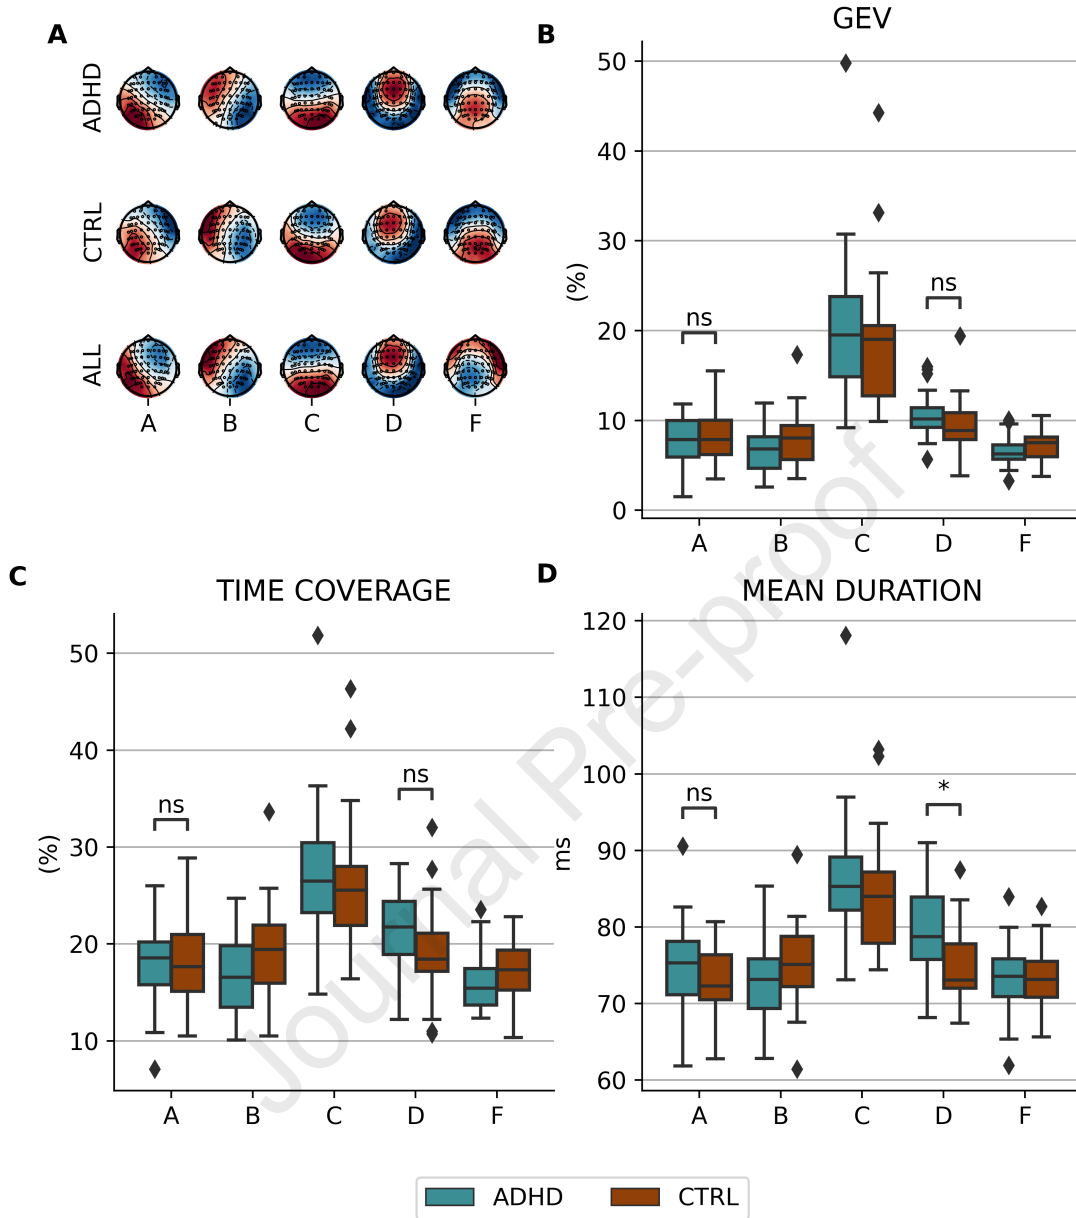 A
ADHD
CTRL
ALL
A B C D F
B
GEV
(%)
50
40
30
20
10
0
ns
ns
A B C D F
C
TIME COVERAGE
(%)
50
40
30
20
10
ns
ns
A B C D F
D
MEAN DURATION
ms
120
110
100
90
80
70
60
ns
*
A B C D F
ADHD CTRL
Journal Pre-proof